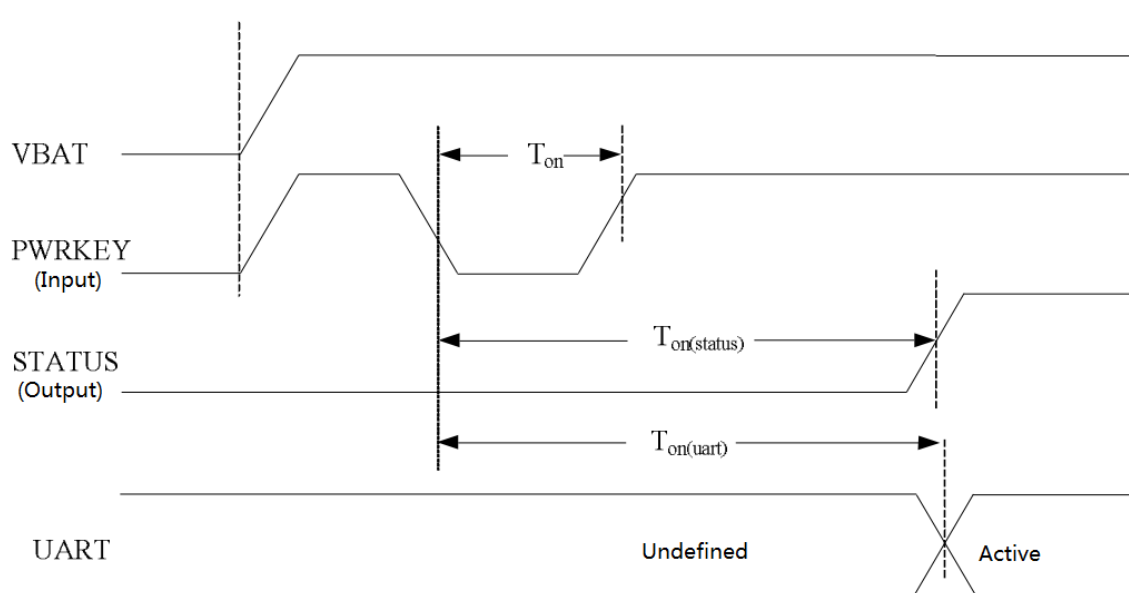 VBAT
Ton
PWRKEY
(Input)
Ton(status)
STATUS
(Output)
Ton(uart)
UART
Undefined
Active